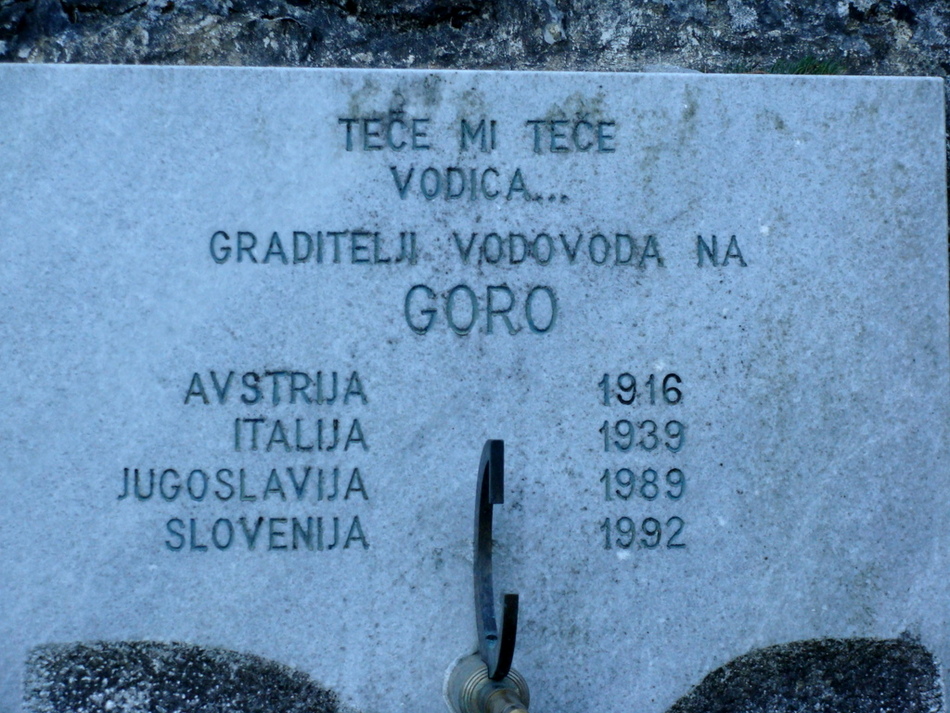 TEČE MI TEČE
VODICA...
GRADITELJI VODOVODA NA
GORO
AVSTRIJA 1916
ITALIJA 1939
JUGOSLAVIJA 1989
SLOVENIJA 1992